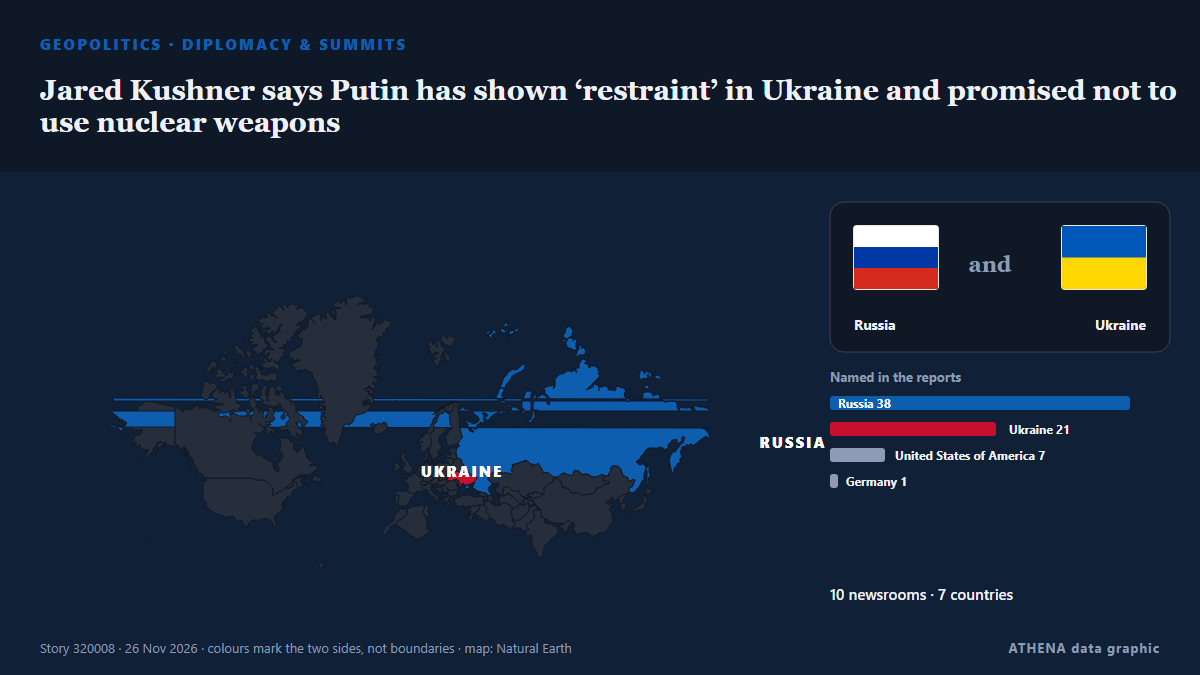 GEOPOLITICS · DIPLOMACY & SUMMITS
Jared Kushner says Putin has shown ‘restraint’ in Ukraine and promised not to
use nuclear weapons
and
Russia
Ukraine
Named in the reports
Russia 38
Ukraine 21
United States of America 7
Germany 1
RUSSIA
UKRAINE
10 newsrooms · 7 countries
Story 320008 · 26 Nov 2026 · colours mark the two sides, not boundaries · map: Natural Earth
ATHENA data graphic